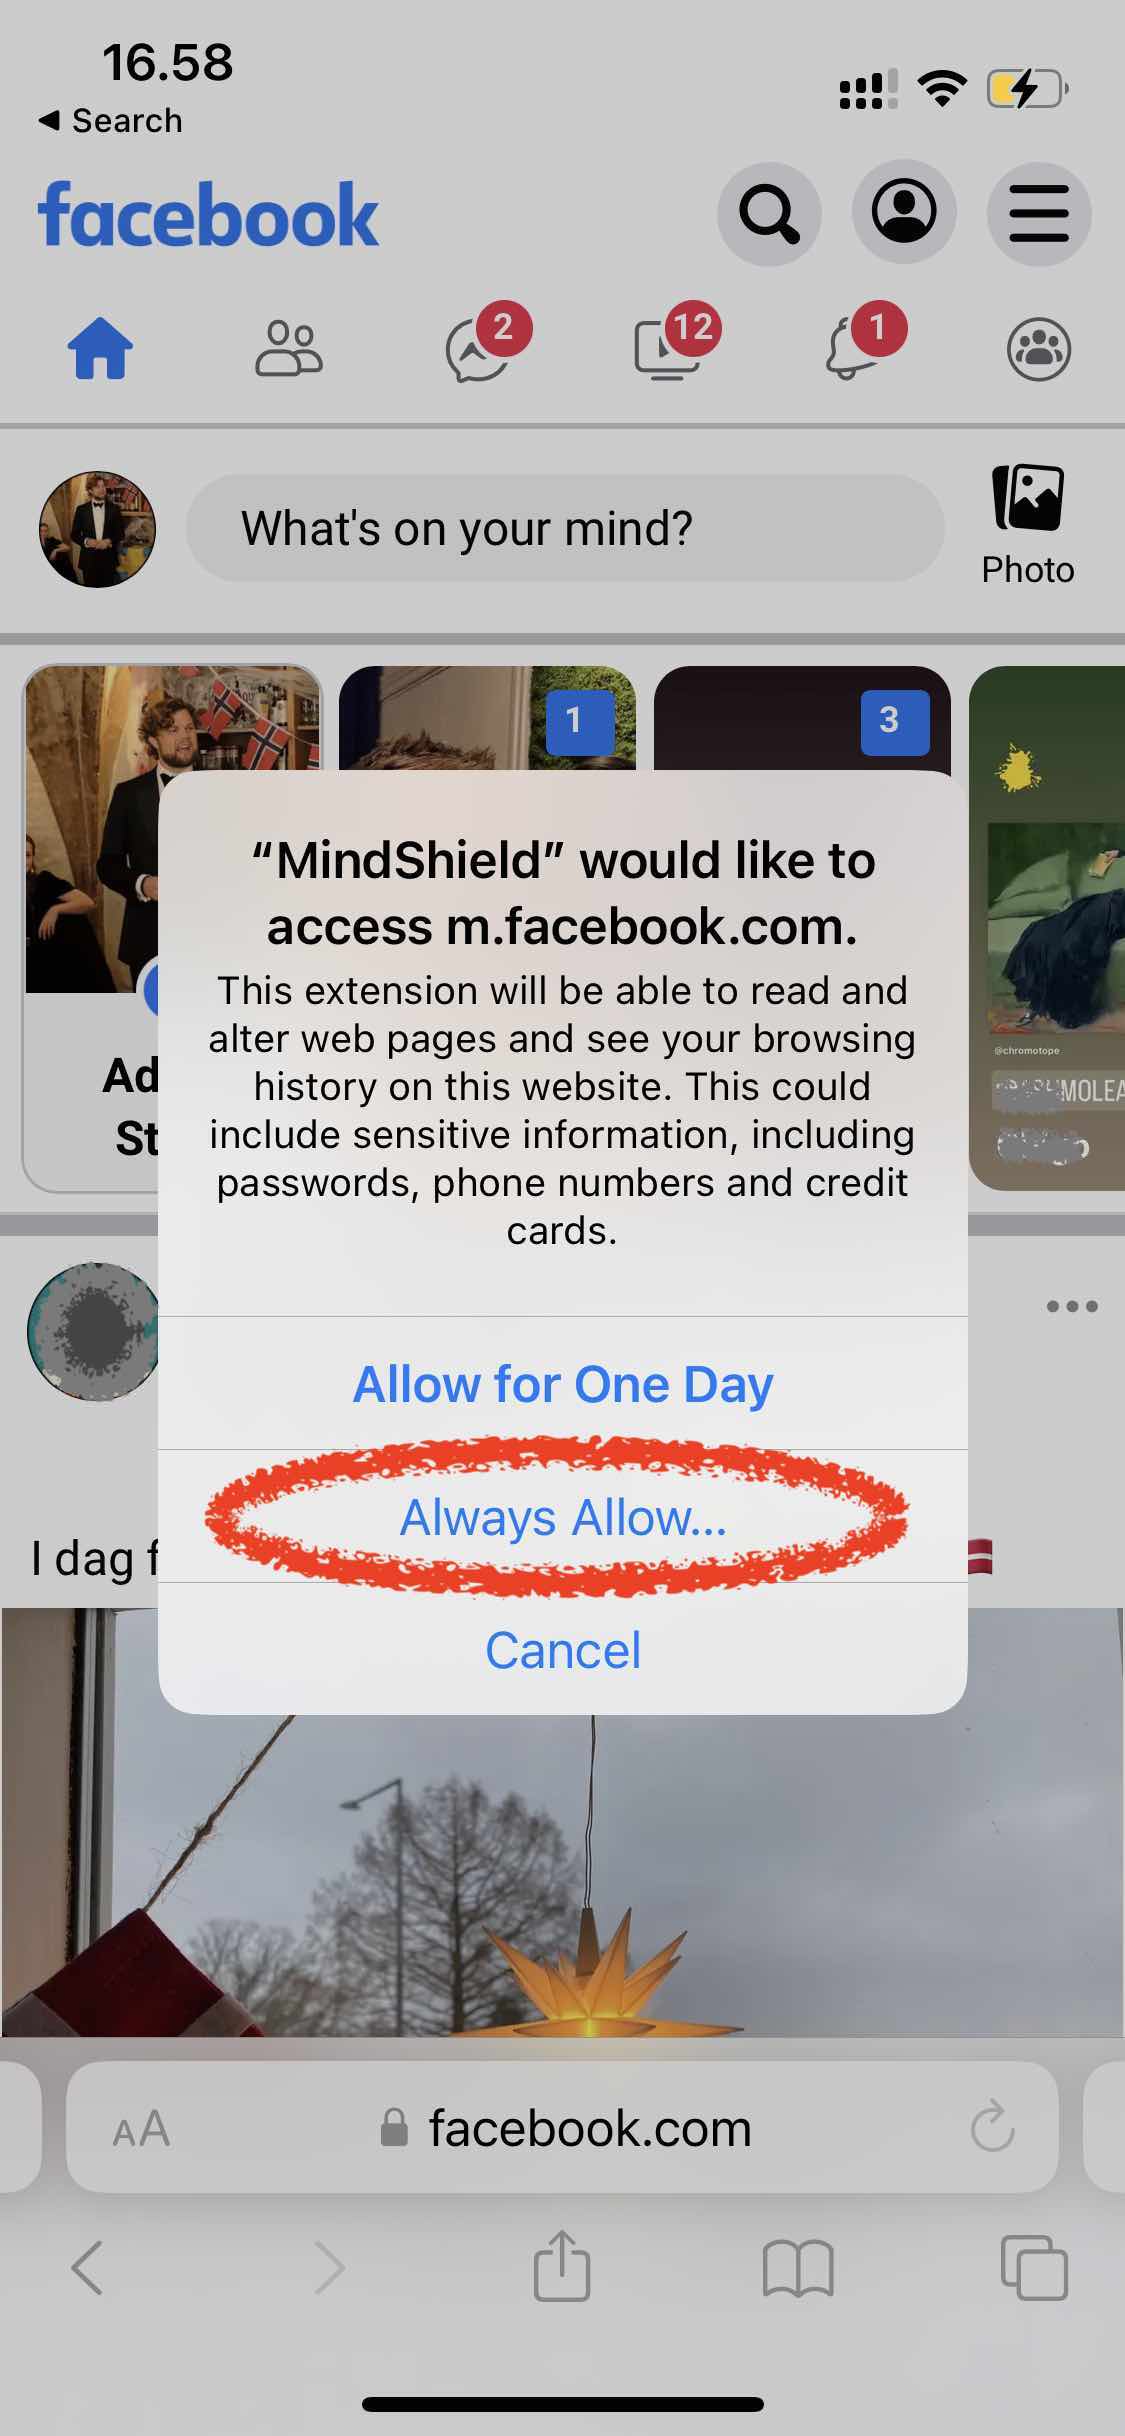 16.58
◀ Search
facebook
2
12
1
What's on your mind?
Photo
1
3
“MindShield” would like to
access m.facebook.com.
This extension will be able to read and
alter web pages and see your browsing
history on this website. This could
include sensitive information, including
passwords, phone numbers and credit
cards.
@chromotope
Ad
St
Allow for One Day
Always Allow...
I dag f
Cancel
AA
facebook.com